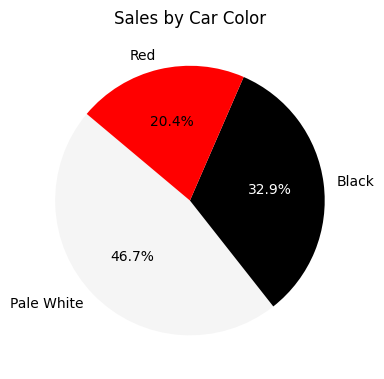 Sales by Car Color
Red
20.4%
Black
32.9%
46.7%
Pale White